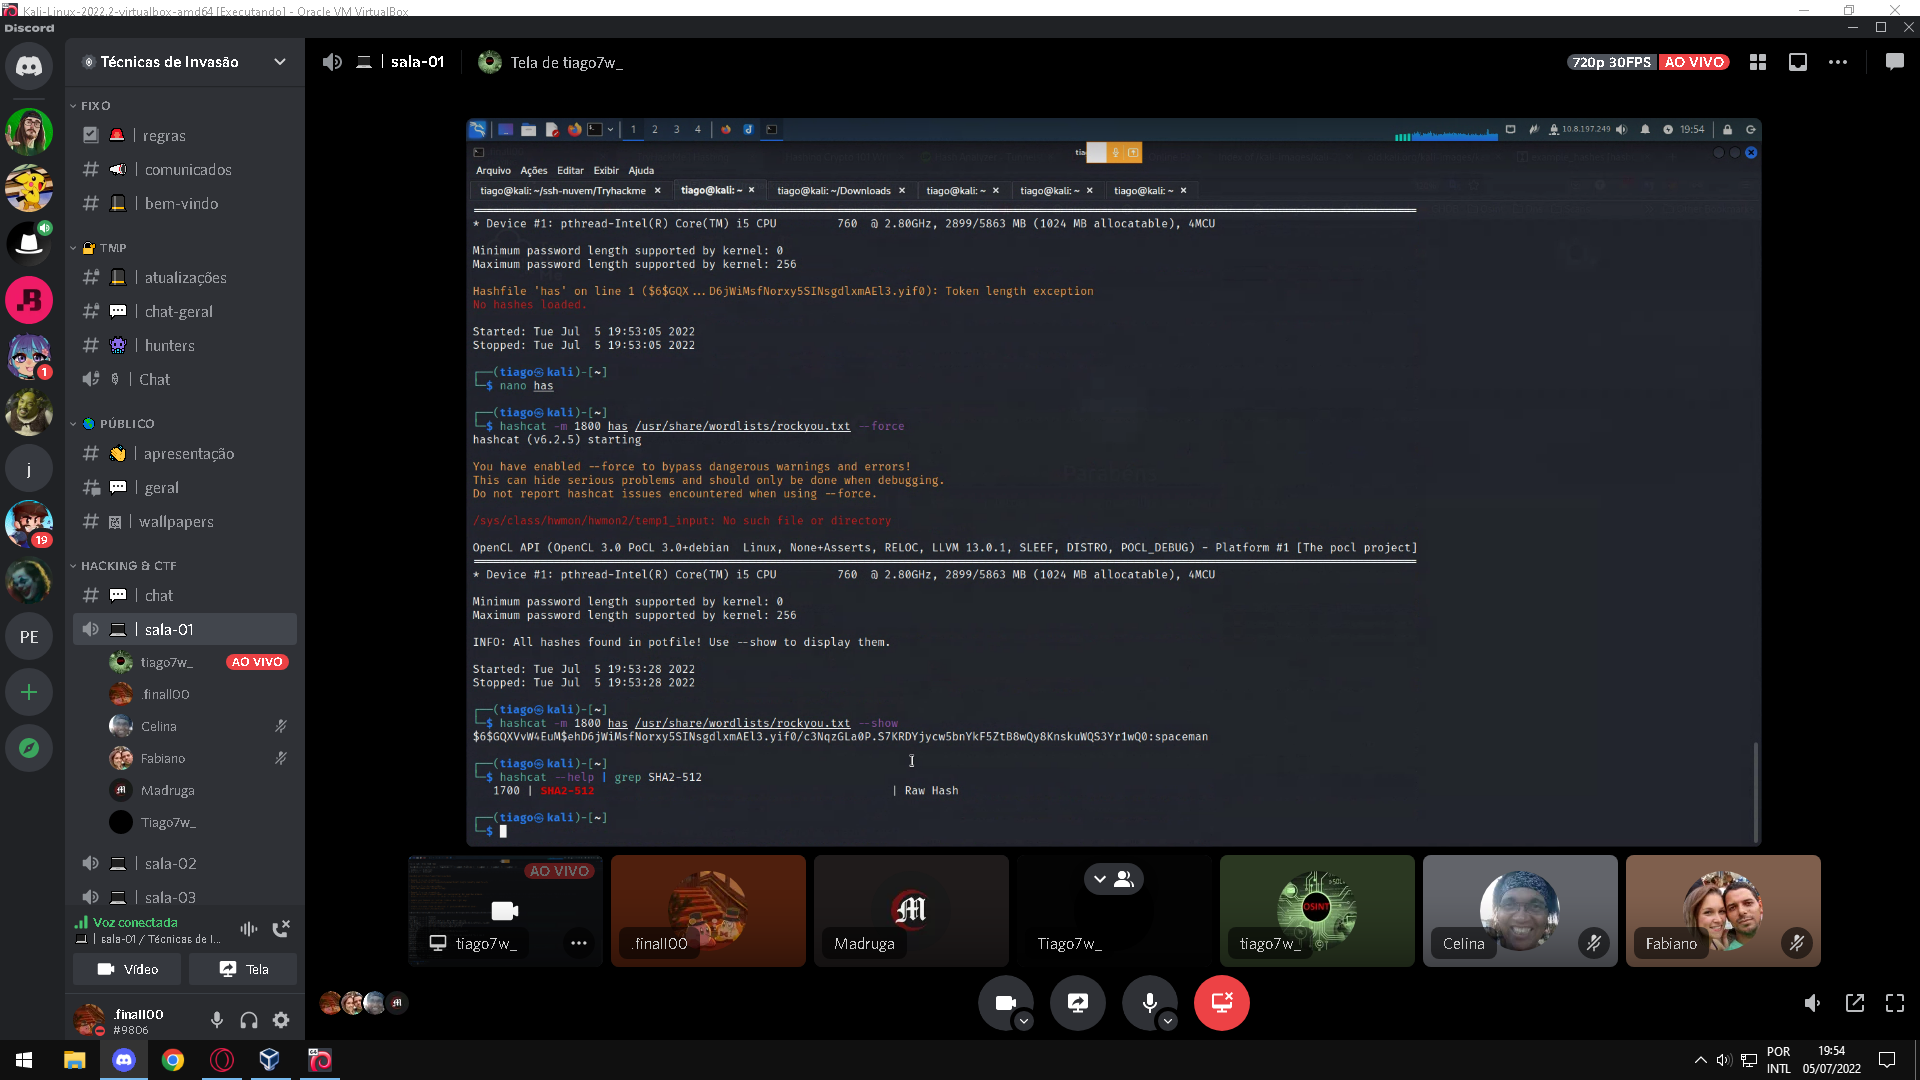 Kali-Linux-2022.2-virtualbox-amd64 [Executando] - Oracle VM VirtualBox
Discord
Técnicas de Invasão
FIXO
regras
comunicados
bem-vindo
TMP
atualizações
chat-geral
hunters
Chat
PÚBLICO
apresentação
geral
wallpapers
HACKING & CTF
chat
sala-01
tiago7w_ AO VIVO
.final100
Celina
Fabiano
Madruga
Tiago7w_
sala-02
sala-03
Voz conectada
sala-01 / Técnicas de I...
Vídeo Tela
.final100
#9806
1
j
19
PE
sala-01 Tela de tiago7w_
720p 30FPS AO VIVO
1 2 3 4
10.8.197.249 19:54
Arquivo Ações Editar Exibir Ajuda
tiago@kali: ~/ssh-nuvem/Tryhackme tiago@kali: ~ tiago@kali: ~/Downloads tiago@kali: ~ tiago@kali: ~ tiago@kali: ~
* Device #1: pthread-Intel(R) Core(TM) i5 CPU 760 @ 2.80GHz, 2899/5863 MB (1024 MB allocatable), 4MCU
Minimum password length supported by kernel: 0
Maximum password length supported by kernel: 256
Hashfile 'has' on line 1 ($6$GQX...D6jWiMsfNorxy5SINsgdlxmAEl3.yif0): Token length exception
No hashes loaded.
Started: Tue Jul 5 19:53:05 2022
Stopped: Tue Jul 5 19:53:05 2022
(tiago㉿kali)-[~]
$ nano has
(tiago㉿kali)-[~]
$ hashcat -m 1800 has /usr/share/wordlists/rockyou.txt --force
hashcat (v6.2.5) starting
You have enabled --force to bypass dangerous warnings and errors!
This can hide serious problems and should only be done when debugging.
Do not report hashcat issues encountered when using --force.
/sys/class/hwmon/hwmon2/temp1_input: No such file or directory
OpenCL API (OpenCL 3.0 PoCL 3.0+debian Linux, None+Asserts, RELOC, LLVM 13.0.1, SLEEF, DISTRO, POCL_DEBUG) - Platform #1 [The pocl project]
* Device #1: pthread-Intel(R) Core(TM) i5 CPU 760 @ 2.80GHz, 2899/5863 MB (1024 MB allocatable), 4MCU
Minimum password length supported by kernel: 0
Maximum password length supported by kernel: 256
INFO: All hashes found in potfile! Use --show to display them.
Started: Tue Jul 5 19:53:28 2022
Stopped: Tue Jul 5 19:53:28 2022
(tiago㉿kali)-[~]
$ hashcat -m 1800 has /usr/share/wordlists/rockyou.txt --show
$6$GQXVvW4EuM$ehD6jWiMsfNorxy5SINsgdlxmAEl3.yif0/c3NqzGLa0P.S7KRDYjycw5bnYkF5ZtB8wQy8KnskuWQS3Yr1wQ0:spaceman
(tiago㉿kali)-[~]
$ hashcat --help | grep SHA2-512
1700 | SHA2-512 | Raw Hash
(tiago㉿kali)-[~]
$
AO VIVO
OSINT
tiago7w_ .final100 Madruga Tiago7w_ tiago7w_ Celina Fabiano
POR
INTL
19:54
05/07/2022